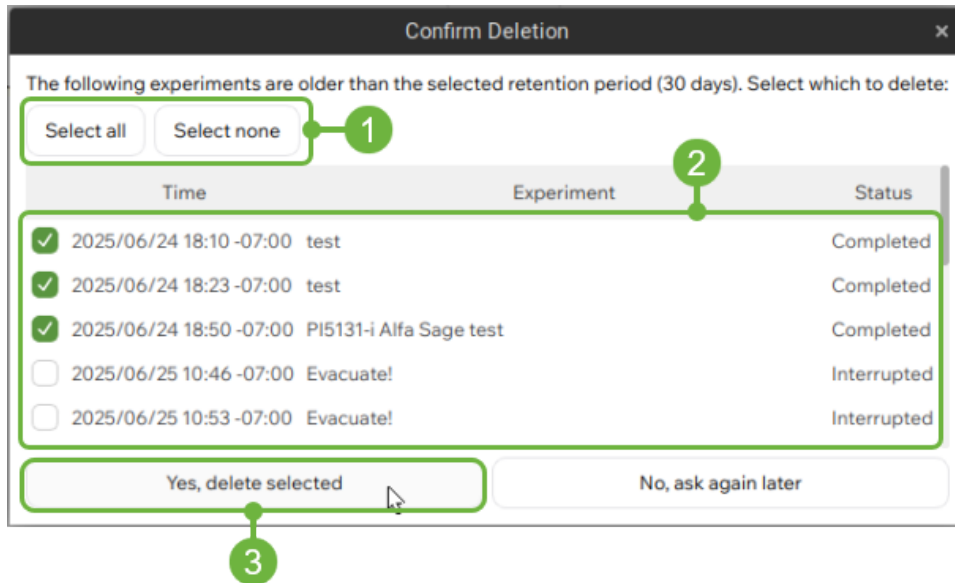 Confirm Deletion ×
The following experiments are older than the selected retention period (30 days). Select which to delete:
Select all Select none 1
2
Time Experiment Status
2025/06/24 18:10 -07:00 test Completed
2025/06/24 18:23 -07:00 test Completed
2025/06/24 18:50 -07:00 PI5131-i Alfa Sage test Completed
2025/06/25 10:46 -07:00 Evacuate! Interrupted
2025/06/25 10:53 -07:00 Evacuate! Interrupted
Yes, delete selected No, ask again later
3